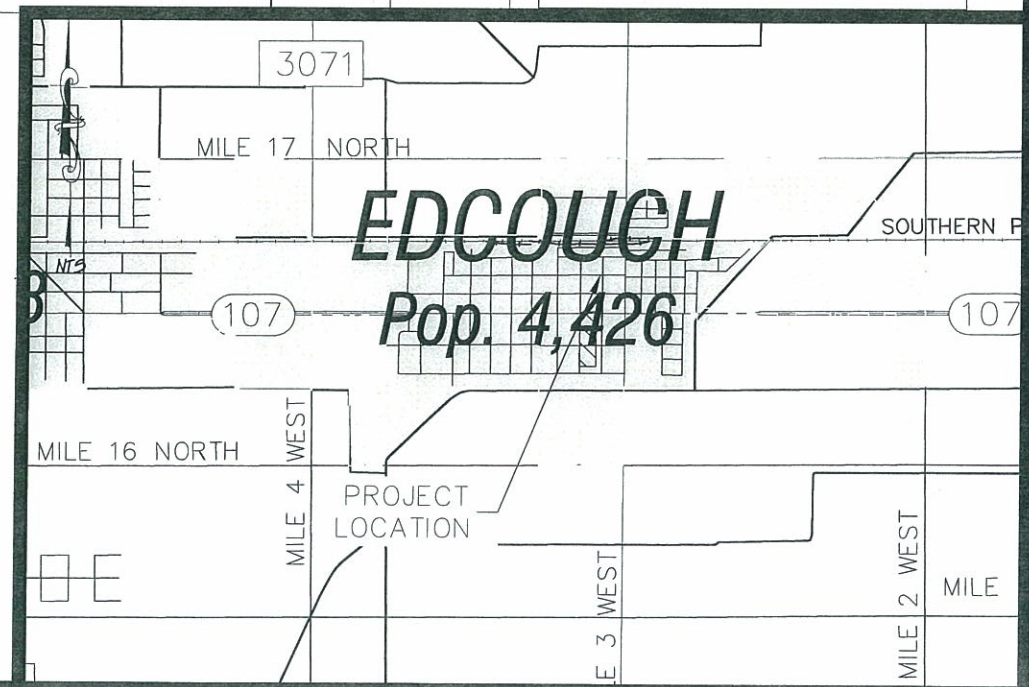 3071
MILE 17 NORTH
EDCOUCH
SOUTHERN P
NTS
107
Pop. 4,426
107
MILE 16 NORTH
MILE 4 WEST
PROJECT
LOCATION
E 3 WEST
MILE 2 WEST
MILE